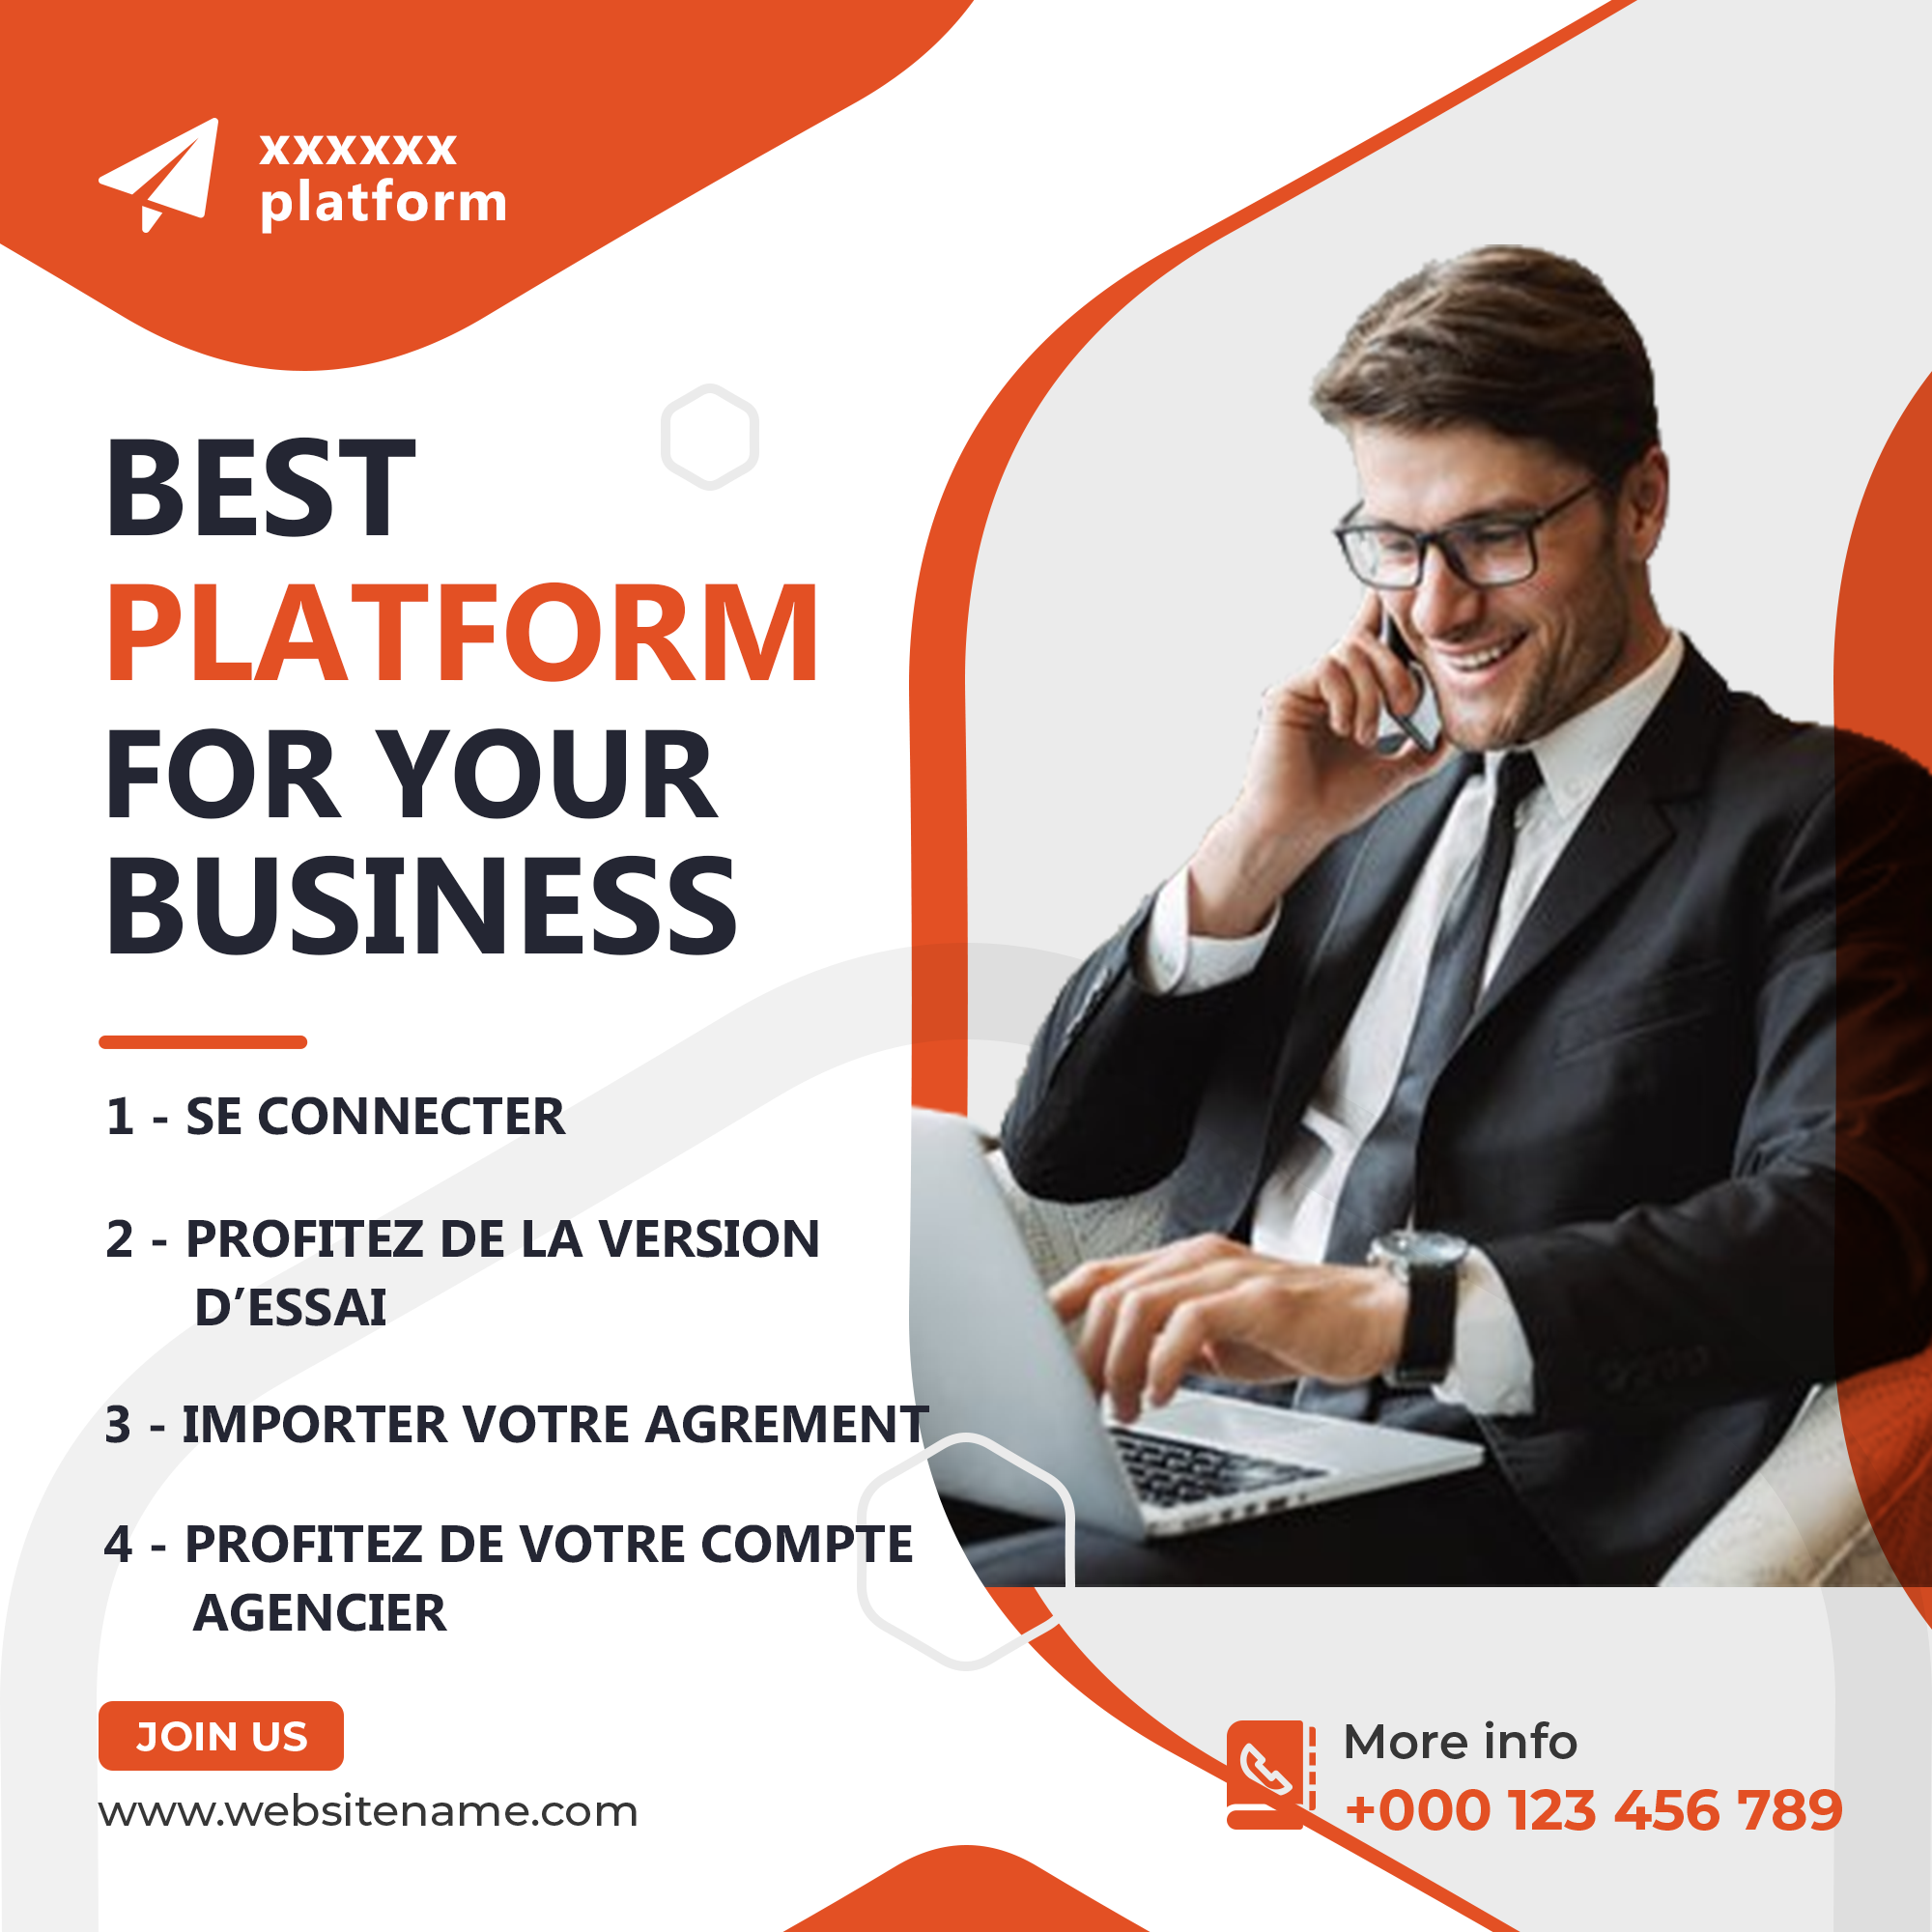 xxxxxx
platform
BEST
PLATFORM
FOR YOUR
BUSINESS
1 - SE CONNECTER
2 - PROFITEZ DE LA VERSION
D’ESSAI
3 - IMPORTER VOTRE AGREMENT
4 - PROFITEZ DE VOTRE COMPTE
AGENCIER
JOIN US
www.websitename.com
More info
+000 123 456 789